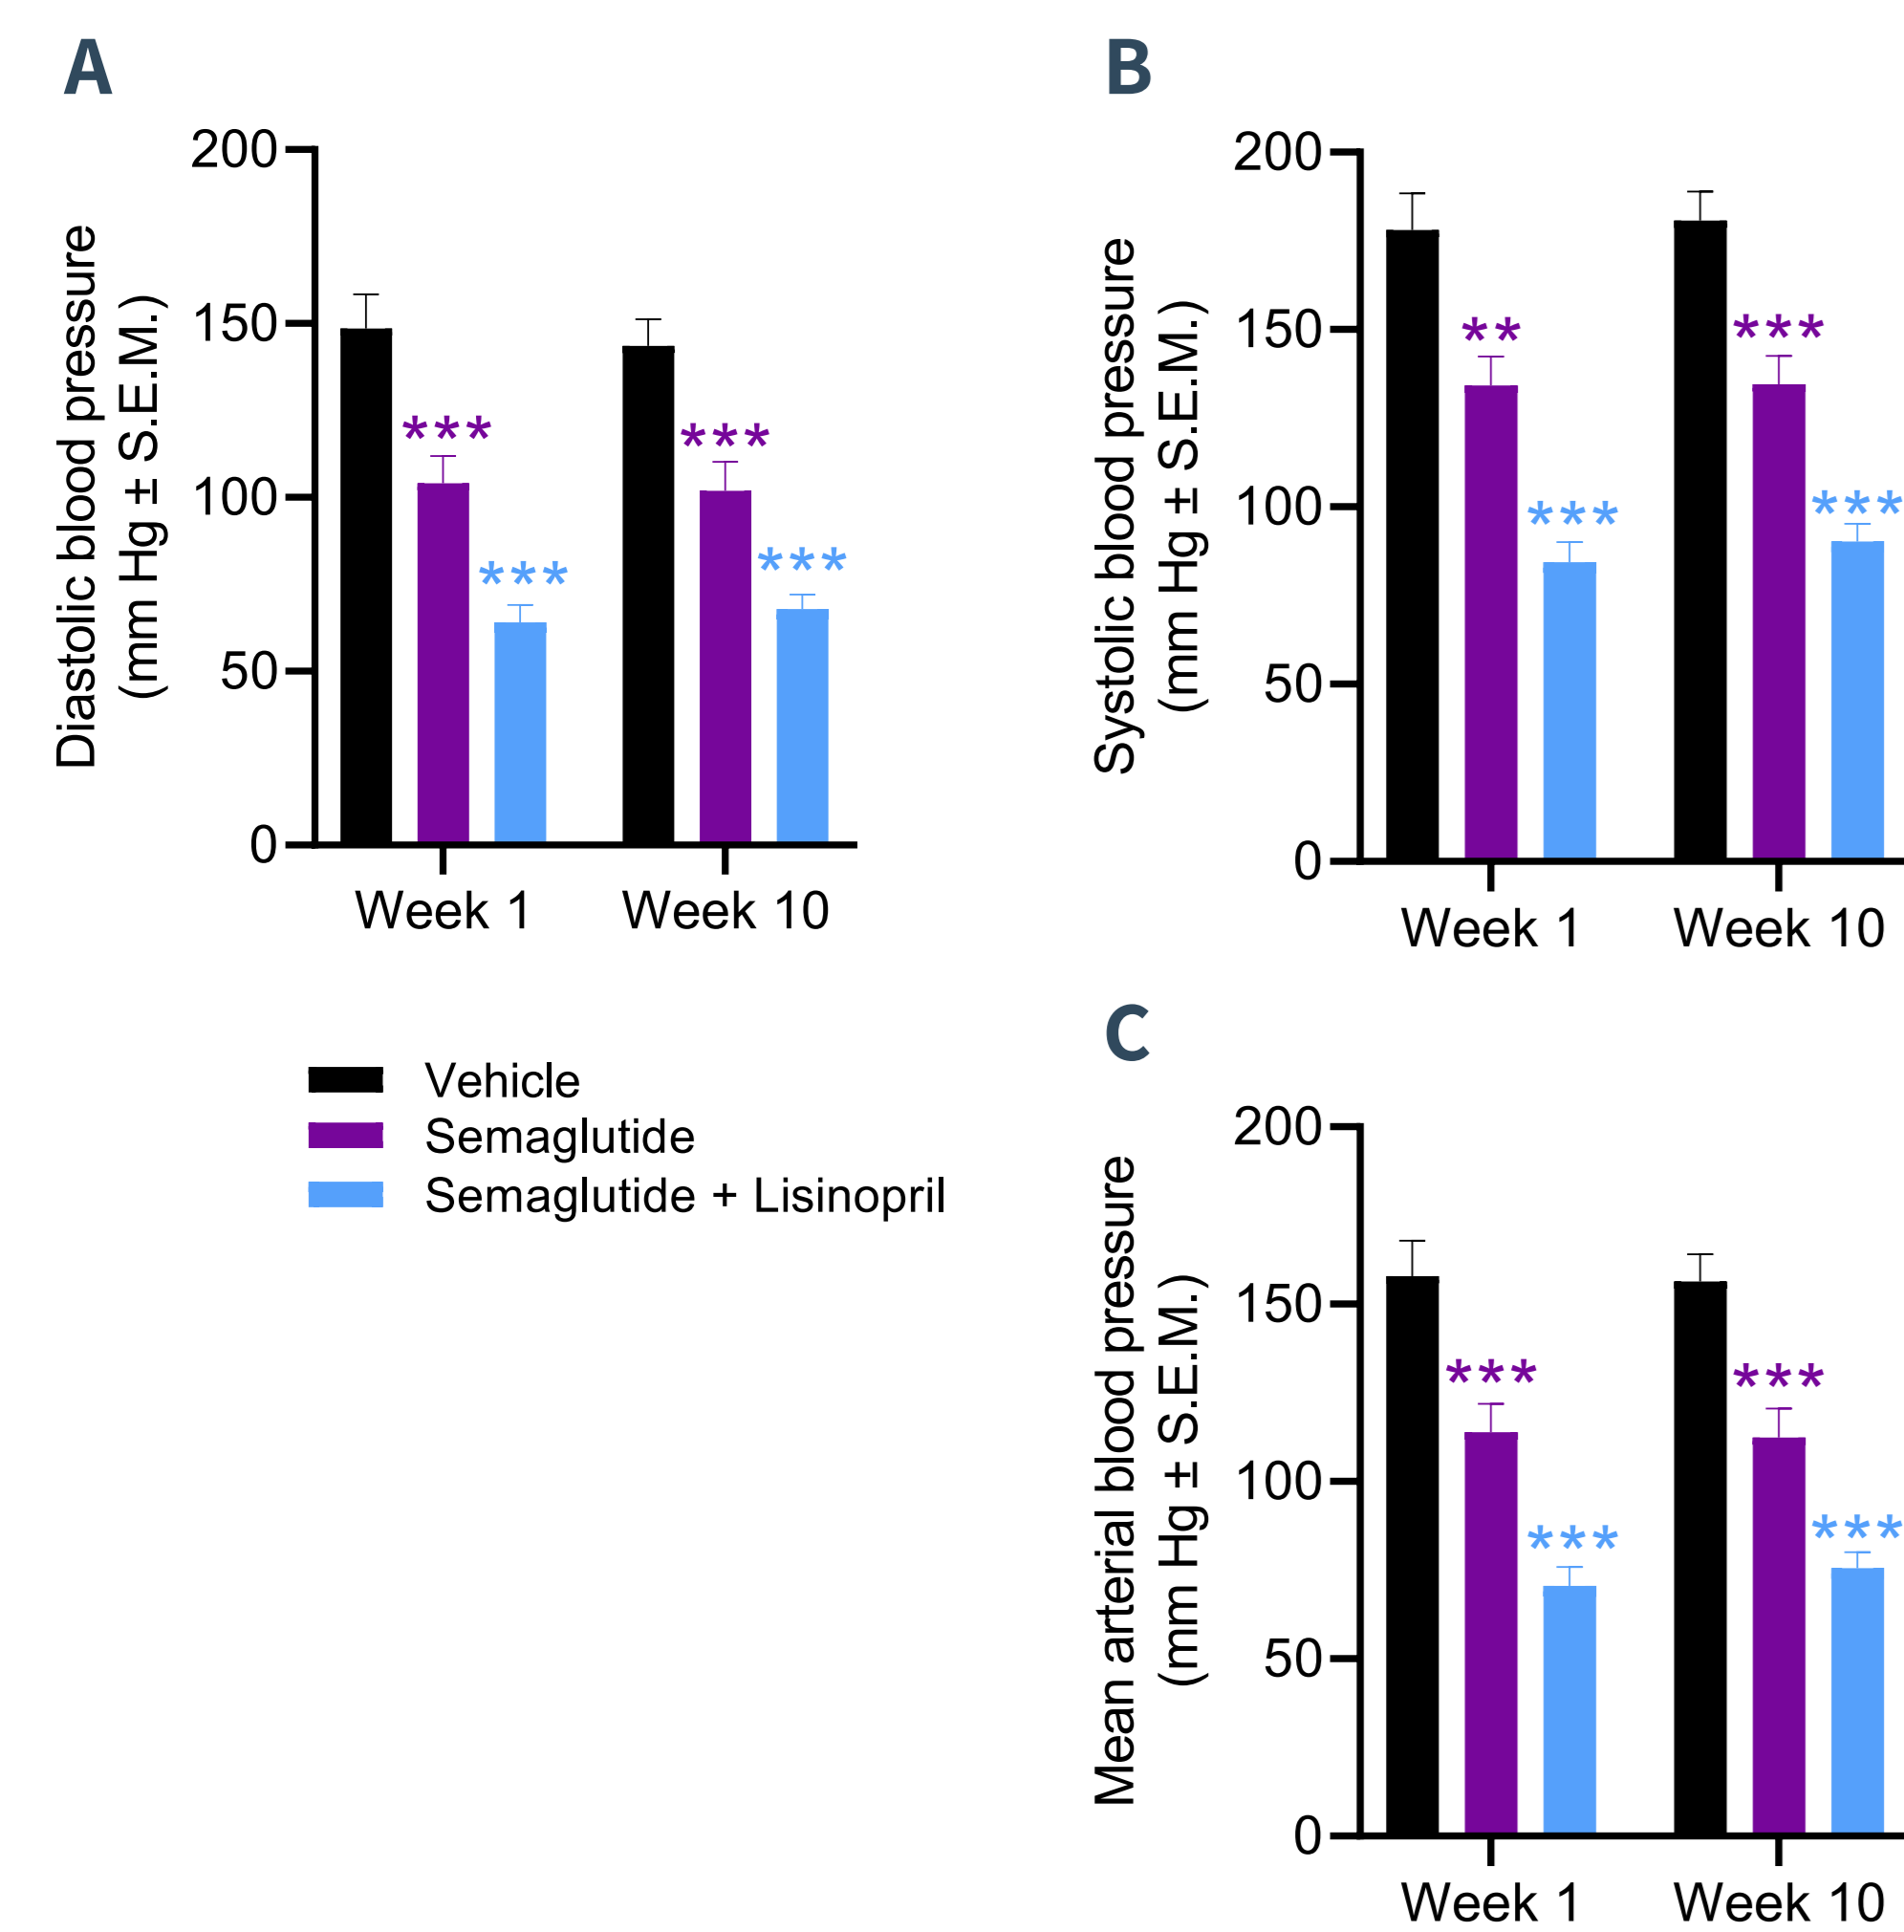 A
Diastolic blood pressure
(mm Hg ± S.E.M.)
200
150
100
50
0
***
***
***
***
Week 1
Week 10
Vehicle
Semaglutide
Semaglutide + Lisinopril
B
Systolic blood pressure
(mm Hg ± S.E.M.)
200
150
100
50
0
**
***
***
***
Week 1
Week 10
C
Mean arterial blood pressure
(mm Hg ± S.E.M.)
200
150
100
50
0
***
***
***
***
Week 1
Week 10